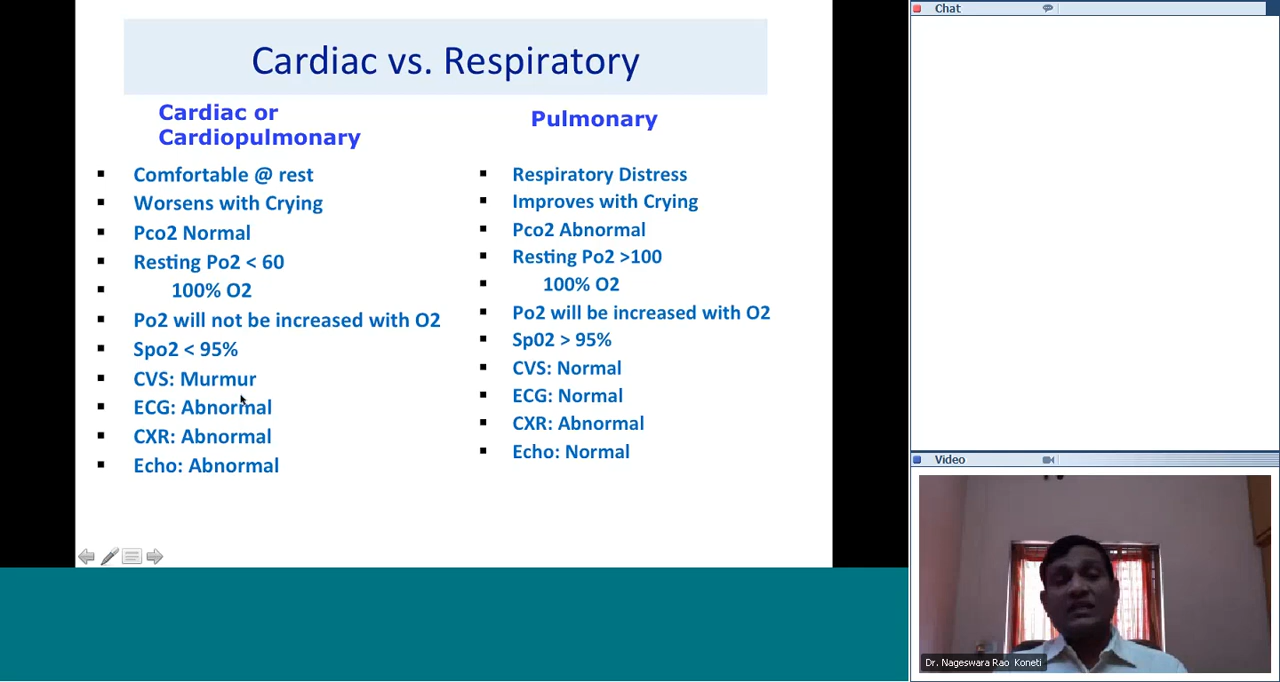 Cardiac vs. Respiratory
Cardiac or
Cardiopulmonary
Comfortable @ rest
Worsens with Crying
Pco2 Normal
Resting Po2 < 60
100% O2
Po2 will not be increased with O2
Spo2 < 95%
CVS: Murmur
ECG: Abnormal
CXR: Abnormal
Echo: Abnormal
Pulmonary
Respiratory Distress
Improves with Crying
Pco2 Abnormal
Resting Po2 >100
100% O2
Po2 will be increased with O2
Sp02 > 95%
CVS: Normal
ECG: Normal
CXR: Abnormal
Echo: Normal
Chat
Video
Dr. Nageswara Rao Koneti